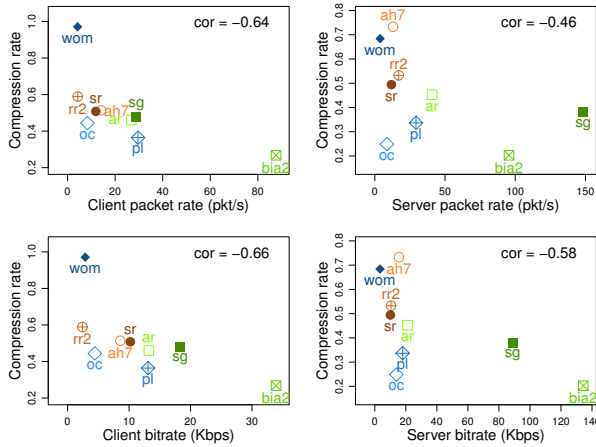 cor = −0.64
wom
rr2
sr
ah7
sg
oc
ar
pl
bia2
Compression rate
0.2 0.4 0.6 0.8 1.0
0 20 40 60 80
Client packet rate (pkt/s)
cor = −0.46
ah7
wom
rr2
sr
ar
pl
oc
sg
bia2
Compression rate
0.2 0.3 0.4 0.5 0.6 0.7 0.8
0 50 100 150
Server packet rate (pkt/s)
cor = −0.66
wom
rr2
sr
ar
ah7
oc
pl
sg
bia2
Compression rate
0.2 0.4 0.6 0.8 1.0
0 10 20 30
Client bitrate (Kbps)
cor = −0.58
ah7
wom
rr2
sr
ar
pl
oc
sg
bia2
Compression rate
0.2 0.3 0.4 0.5 0.6 0.7 0.8
0 20 40 60 80 100 140
Server bitrate (Kbps)